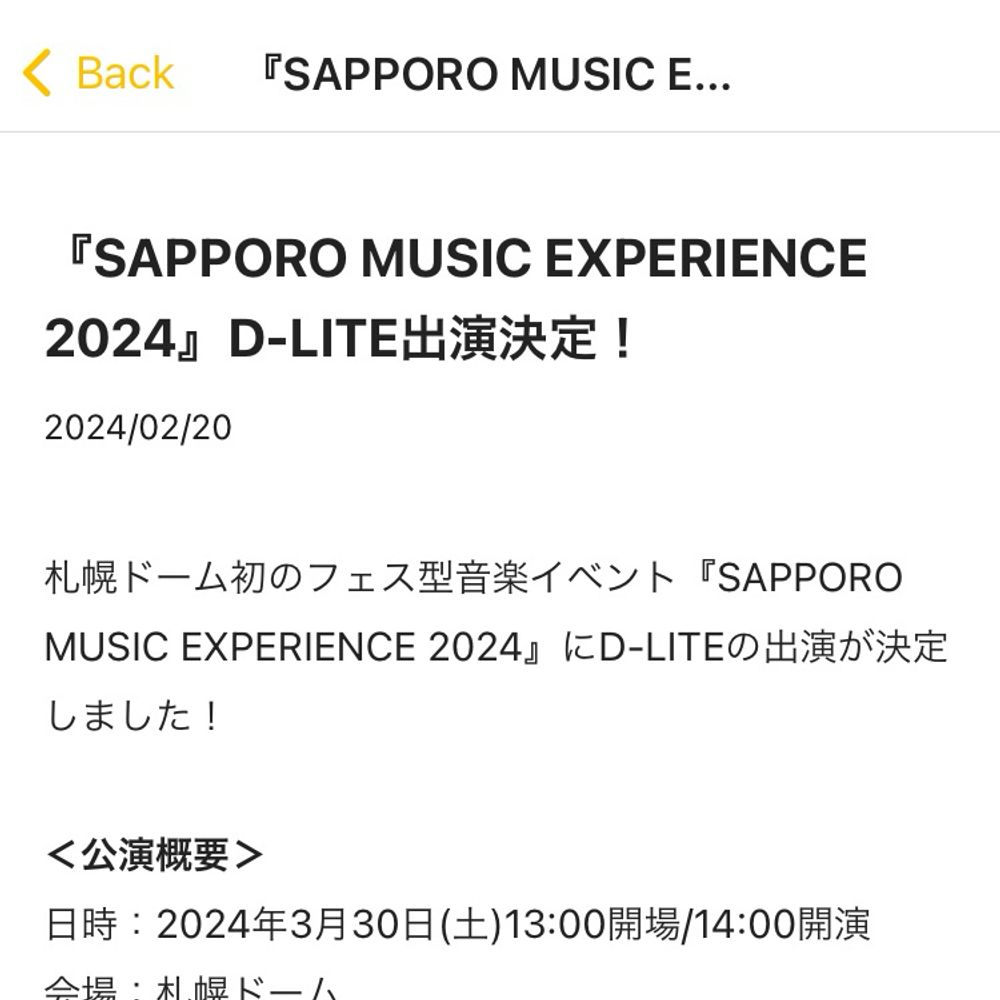 Back
『SAPPORO MUSIC E...
『SAPPORO MUSIC EXPERIENCE
2024』D-LITE出演決定！
2024/02/20
札幌ドーム初のフェス型音楽イベント『SAPPORO
MUSIC EXPERIENCE 2024』にD-LITEの出演が決定
しました！
＜公演概要＞
日時：2024年3月30日(土)13:00開場/14:00開演
会場：札幌ドーム